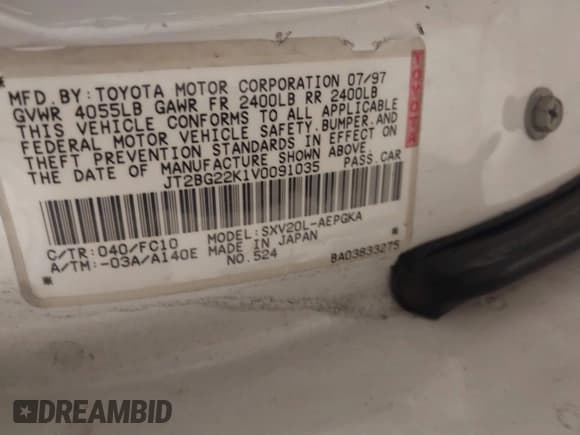 MFD. BY: TOYOTA MOTOR CORPORATION 07/97
GVWR 4055LB GAWR FR 2400LB RR 2400LB
THIS VEHICLE CONFORMS TO ALL APPLICABLE
FEDERAL MOTOR VEHICLE SAFETY, BUMPER, AND
THEFT PREVENTION STANDARDS IN EFFECT ON
THE DATE OF MANUFACTURE SHOWN ABOVE.
JT2BG22K1V0091035 PASS. CAR
C/TR: 040/FC10 MODEL: SXV20L-AEPGKA
A/TM: -03A/A140E MADE IN JAPAN
NO. 524 BA03833275
TOYOTA
DREAMBID